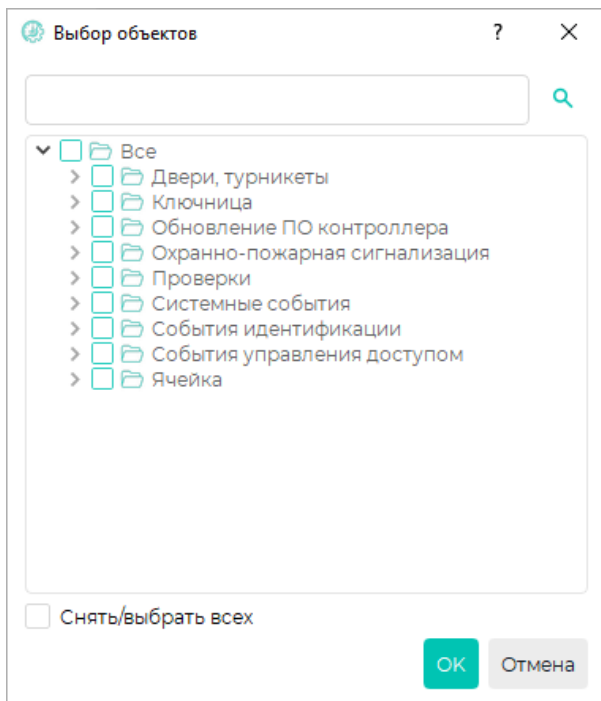 Выбор объектов
?
Все
Двери, турникеты
Ключница
Обновление ПО контроллера
Охранно-пожарная сигнализация
Проверки
Системные события
События идентификации
События управления доступом
Ячейка
Снять/выбрать всех
OK
Отмена